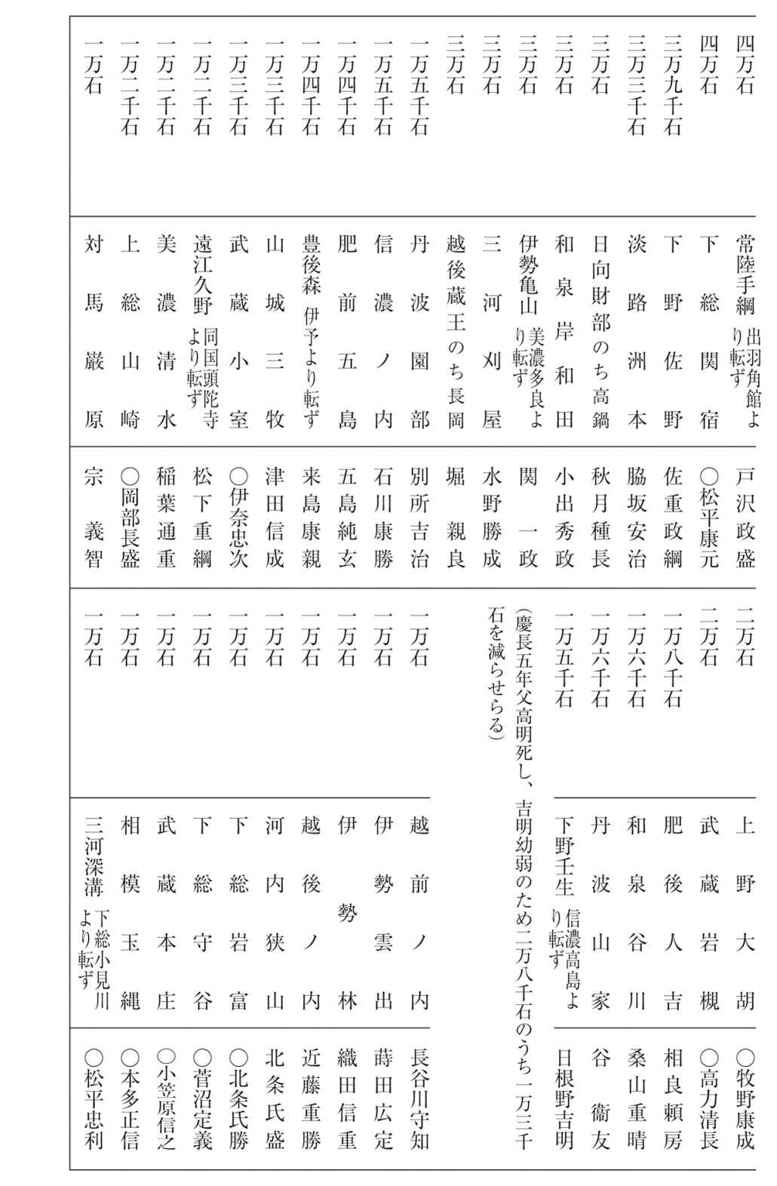 四万石 常陸手綱 出羽角館より転ず 戸沢政盛
四万石 下総関宿 〇松平康元
三万九千石 下野佐野 佐重政綱
三万三千石 淡路洲本 脇坂安治
三万石 日向財部のち高鍋 秋月種長
三万石 和泉岸和田 小出秀政
三万石 伊勢亀山 美濃多良より転ず 関一政
三万石 三河刈屋 水野勝成
三万石 越後蔵王のち長岡 堀親良
一万五千石 丹波園部 別所吉治
一万五千石 信濃ノ内 石川康勝
一万四千石 肥前五島 五島純玄
一万四千石 豊後森 伊予より転ず 来島康親
一万三千石 山城三牧 津田信成
一万三千石 武蔵小室 〇伊奈忠次
一万二千石 遠江久野 同国頭陀寺より転ず 松下重綱
一万二千石 美濃清水 稲葉通重
一万二千石 上総山崎 〇岡部長盛
一万石 対馬厳原 宗義智
二万石 上野大胡 〇牧野康成
二万石 武蔵岩槻 〇高力清長
一万八千石 肥後人吉 相良頼房
一万六千石 和泉谷川 桑山重晴
一万六千石 丹波山家 谷衞友
一万五千石 下野壬生 信濃高島より転ず 日根野吉明
(慶長五年父高明死し、吉明幼弱のため二万八千石のうち一万三千
石を減らせらる)
一万石 越前ノ内 長谷川守知
一万石 伊勢雲出 蒔田広定
一万石 伊勢林 織田信重
一万石 越後ノ内 近藤重勝
一万石 河内狭山 北条氏盛
一万石 下総岩富 〇北条氏勝
一万石 下総守谷 〇菅沼定義
一万石 武蔵本庄 〇小笠原信之
一万石 相模玉縄 〇本多正信
一万石 三河深溝 下総小見川より転ず 〇松平忠利